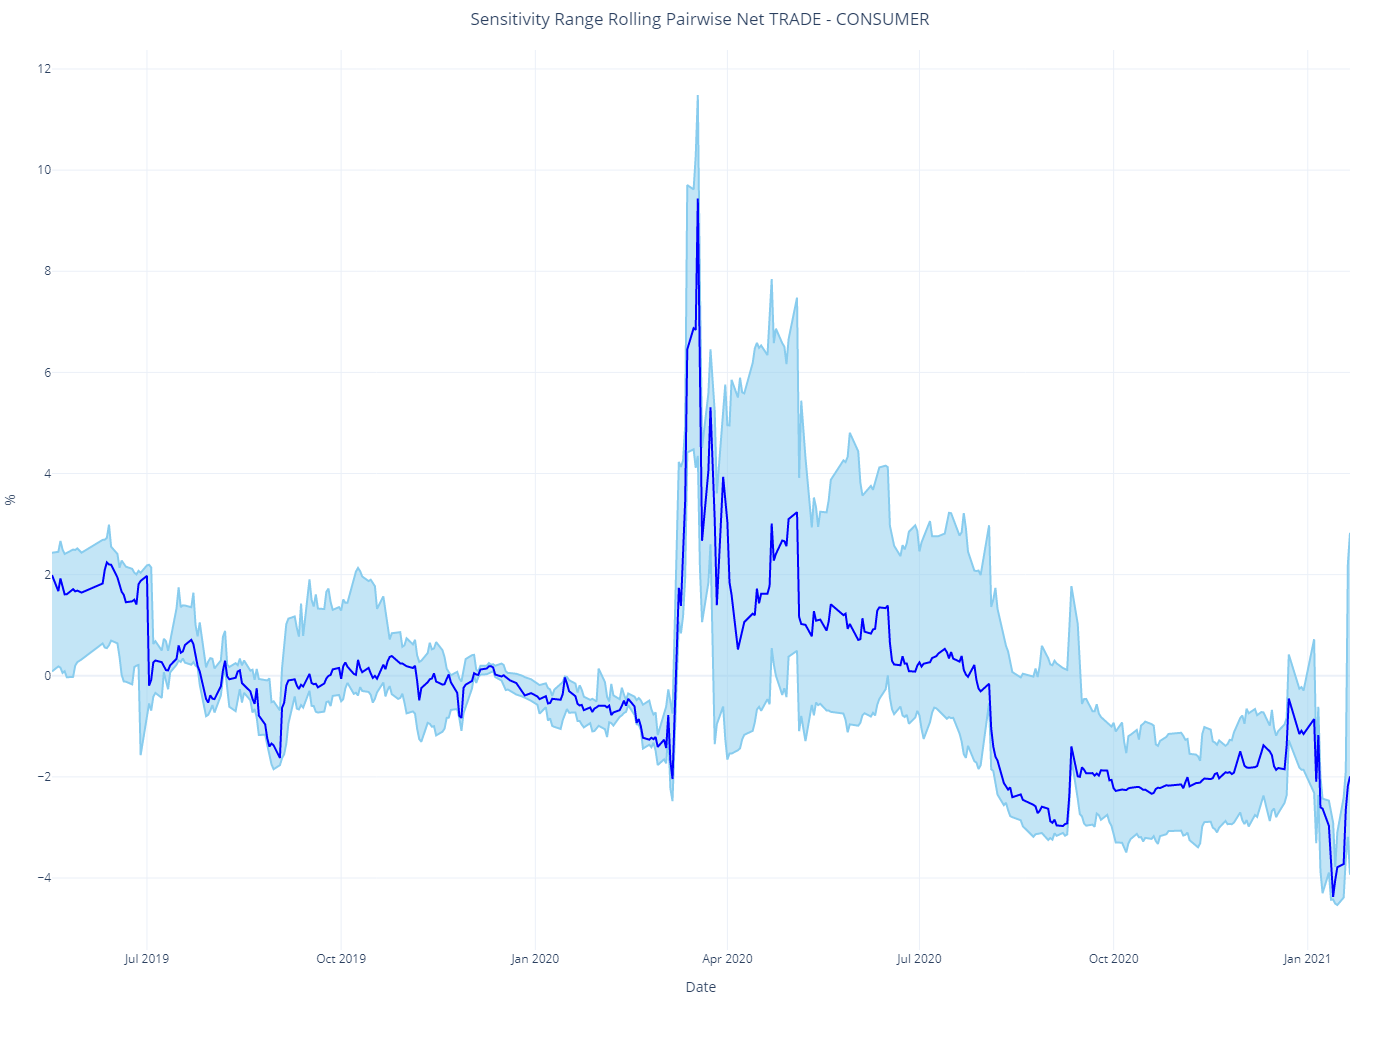 Sensitivity Range Rolling Pairwise Net TRADE - CONSUMER
12
10
8
6
4
2
0
−2
−4
%
Jul 2019
Oct 2019
Jan 2020
Apr 2020
Jul 2020
Oct 2020
Jan 2021
Date